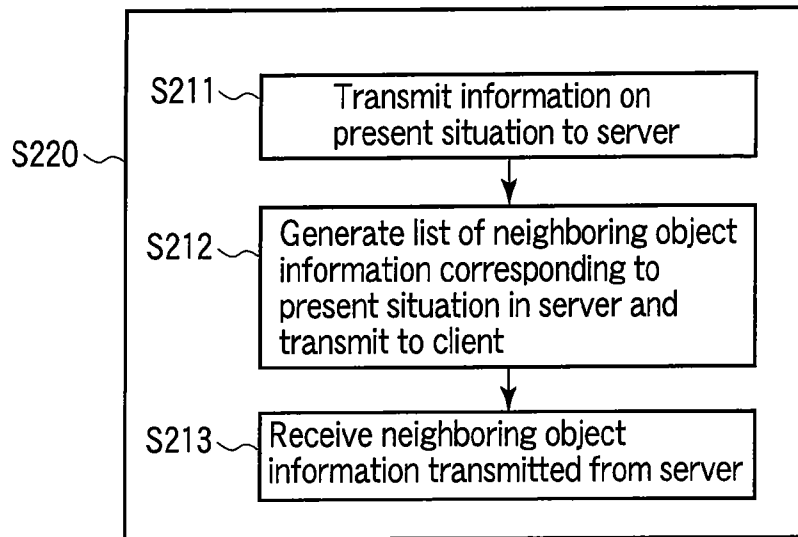 S211
Transmit information on
present situation to server
S220
S212
Generate list of neighboring object
information corresponding to
present situation in server and
transmit to client
S213
Receive neighboring object
information transmitted from server